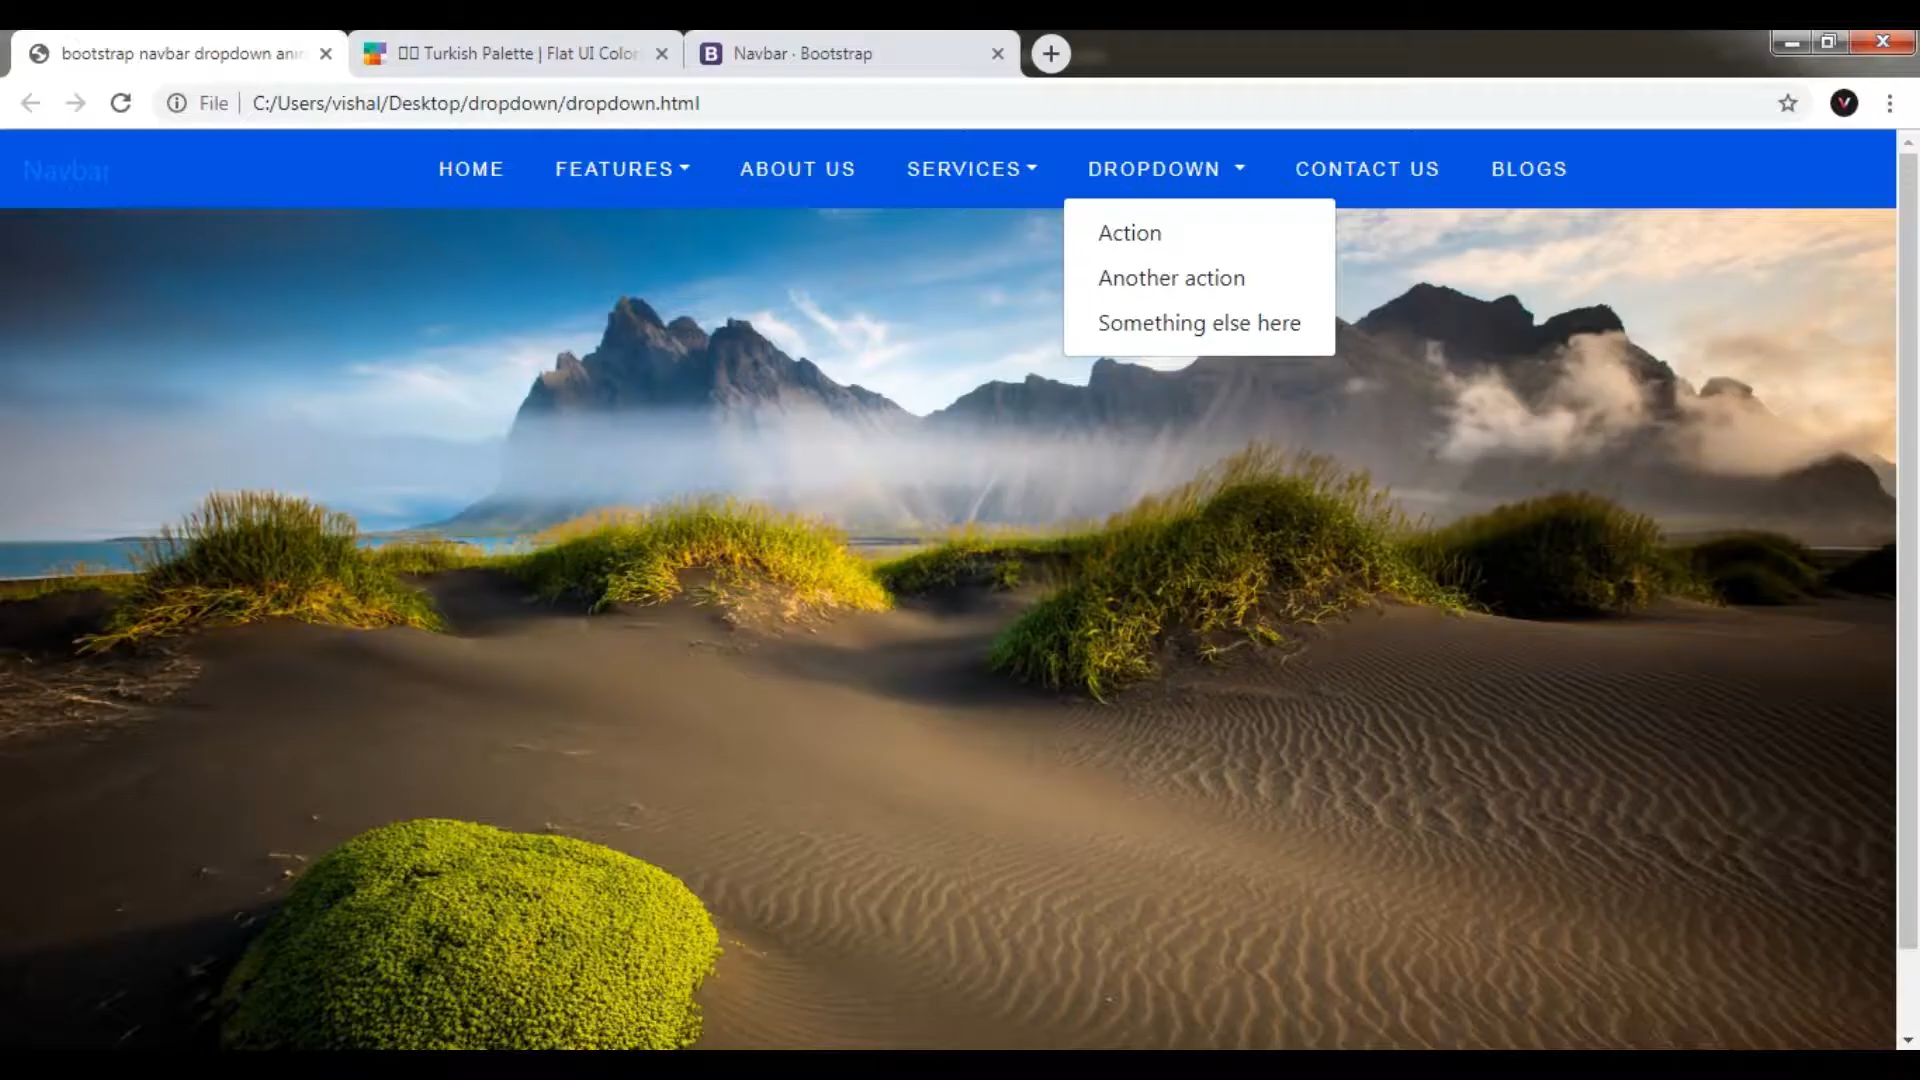 bootstrap navbar dropdown ani
Turkish Palette | Flat UI Color
Navbar · Bootstrap
File | C:/Users/vishal/Desktop/dropdown/dropdown.html
Navbar HOME FEATURES ABOUT US SERVICES DROPDOWN CONTACT US BLOGS
Action
Another action
Something else here